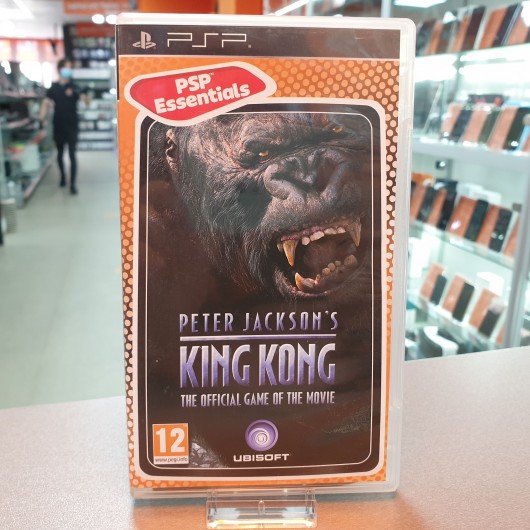 PSP
PSP
Essentials
PETER JACKSON'S
KING KONG
THE OFFICIAL GAME OF THE MOVIE
12
www.pegi.info
UBISOFT